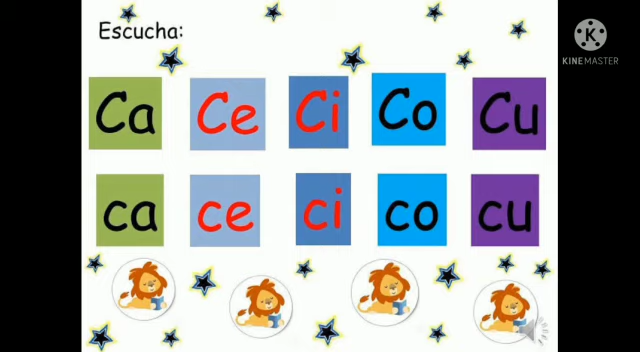 Escucha:
K
KINEMASTER
Ca Ce Ci Co Cu
ca ce ci co cu